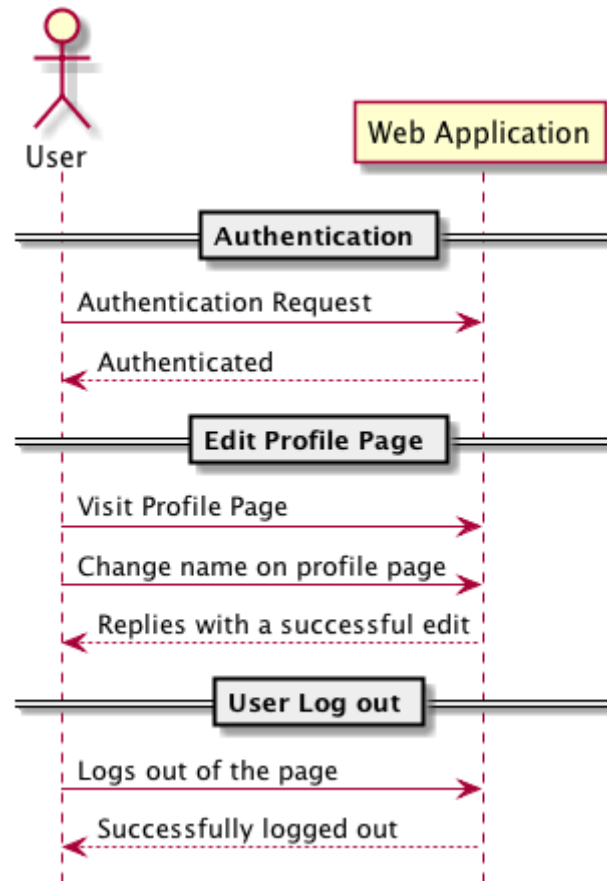 User
Web Application
Authentication
Authentication Request
Authenticated
Edit Profile Page
Visit Profile Page
Change name on profile page
Replies with a successful edit
User Log out
Logs out of the page
Successfully logged out